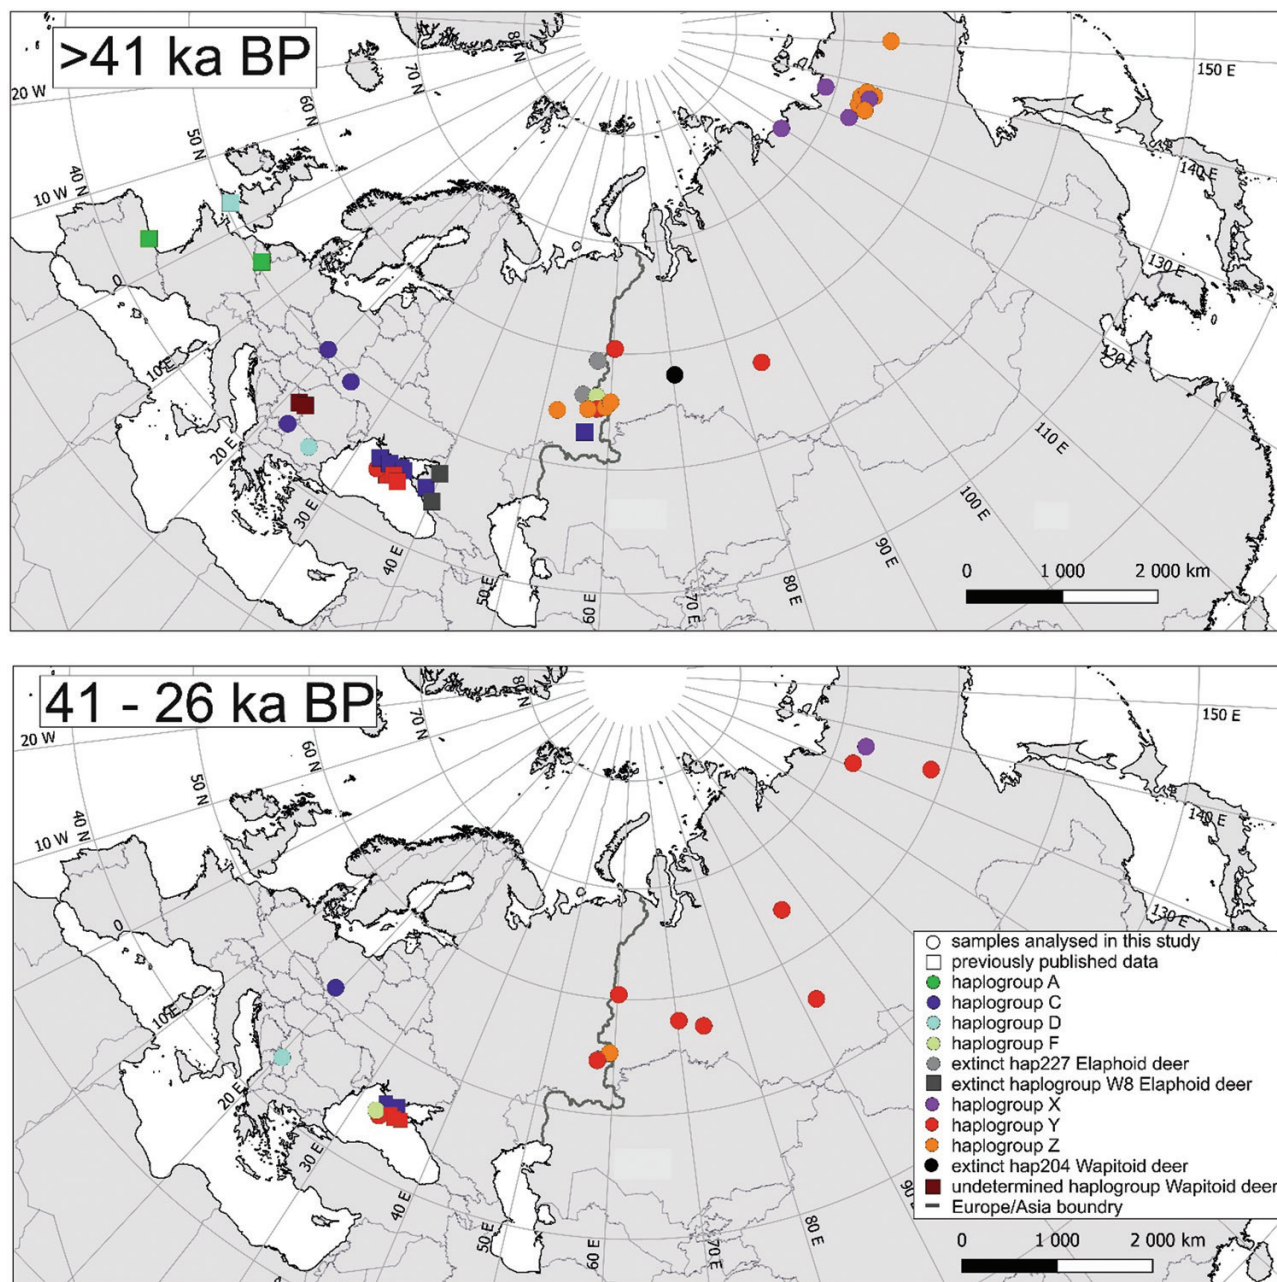 >41 ka BP
20 W
10 W
40 N
50 N
60 N
70 N
80 N
0
10 E
20 E
30 E
40 E
50 E
60 E
70 E
80 E
90 E
100 E
110 E
120 E
130 E
140 E
150 E
0 1 000 2 000 km
41 - 26 ka BP
20 W
10 W
40 N
50 N
60 N
70 N
80 N
0
10 E
20 E
30 E
40 E
50 E
60 E
70 E
80 E
90
130 E
140 E
150 E
samples analysed in this study
previously published data
haplogroup A
haplogroup C
haplogroup D
haplogroup F
extinct hap227 Elaphoid deer
extinct haplogroup W8 Elaphoid deer
haplogroup X
haplogroup Y
haplogroup Z
extinct hap204 Wapitoid deer
undetermined haplogroup Wapitoid deer
Europe/Asia boundry
0 1 000 2 000 km